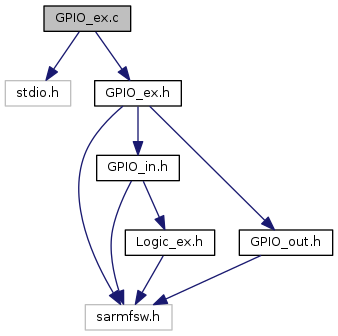 GPIO_ex.c
stdio.h
GPIO_ex.h
GPIO_in.h
Logic_ex.h
GPIO_out.h
sarmfsw.h